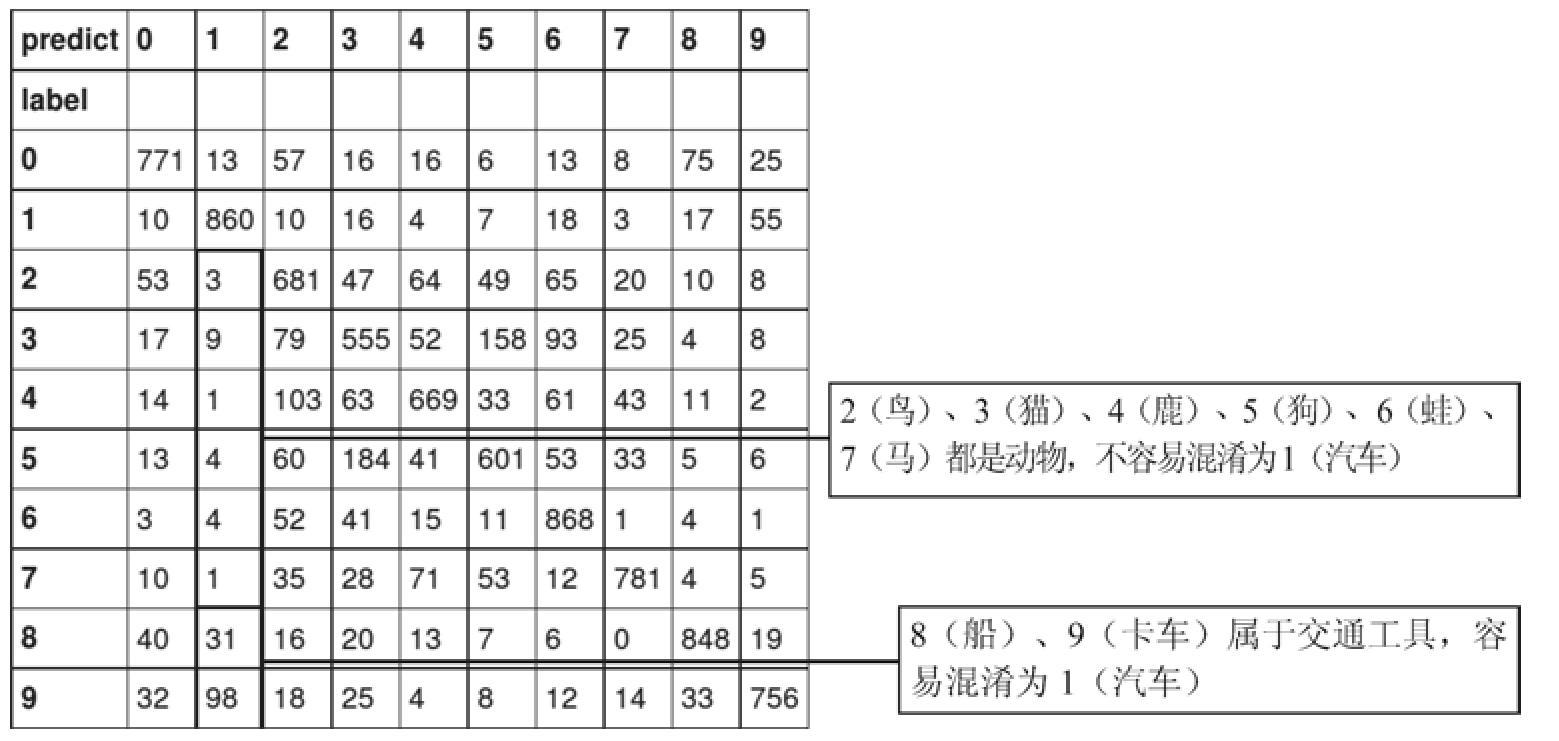 predict 0 1 2 3 4 5 6 7 8 9
label
0 771 13 57 16 16 6 13 8 75 25
1 10 860 10 16 4 7 18 3 17 55
2 53 3 681 47 64 49 65 20 10 8
3 17 9 79 555 52 158 93 25 4 8
4 14 1 103 63 669 33 61 43 11 2
5 13 4 60 184 41 601 53 33 5 6
6 3 4 52 41 15 11 868 1 4 1
7 10 1 35 28 71 53 12 781 4 5
8 40 31 16 20 13 7 6 0 848 19
9 32 98 18 25 4 8 12 14 33 756
2（鸟）、3（猫）、4（鹿）、5（狗）、6（蛙）、
7（马）都是动物，不容易混淆为1（汽车）
8（船）、9（卡车）属于交通工具，容
易混淆为 1（汽车）